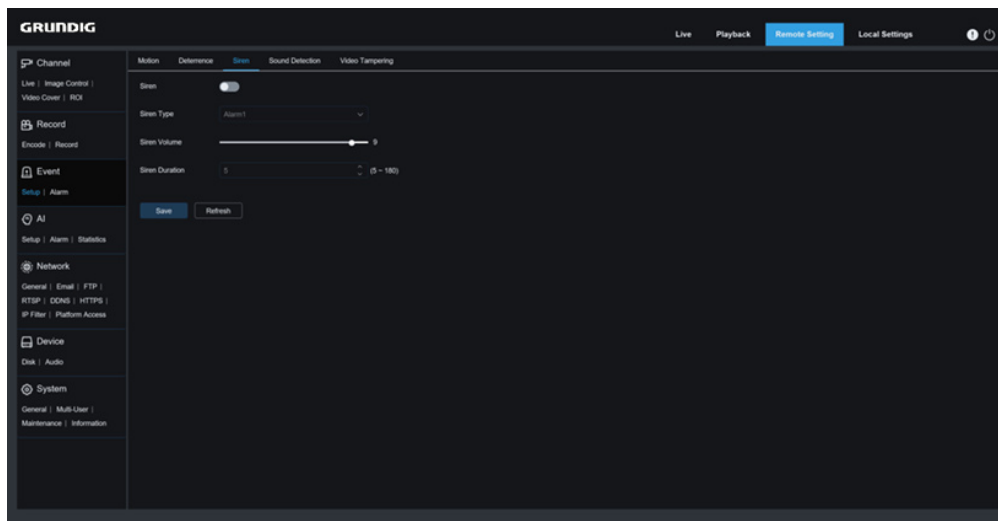 GRUNDIG
Live Playback Remote Setting Local Settings
Channel
Live | Image Control |
Video Cover | ROI
Record
Encode | Record
Event
Setup | Alarm
AI
Setup | Alarm | Statistics
Network
General | Email | FTP |
RTSP | DDNS | HTTPS |
IP Filter | Platform Access
Device
Disk | Audio
System
General | Multi-User |
Maintenance | Information
Motion Deterrence Siren Sound Detection Video Tampering
Siren
Siren Type Alarm1
Siren Volume 9
Siren Duration 5 (5 ~ 180)
Save Refresh